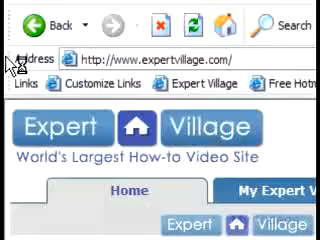 Back Search
Address http://www.expertvillage.com/
Links Customize Links Expert Village Free Hotm
Expert Village
World's Largest How-to Video Site
Home My Expert V
Expert Village